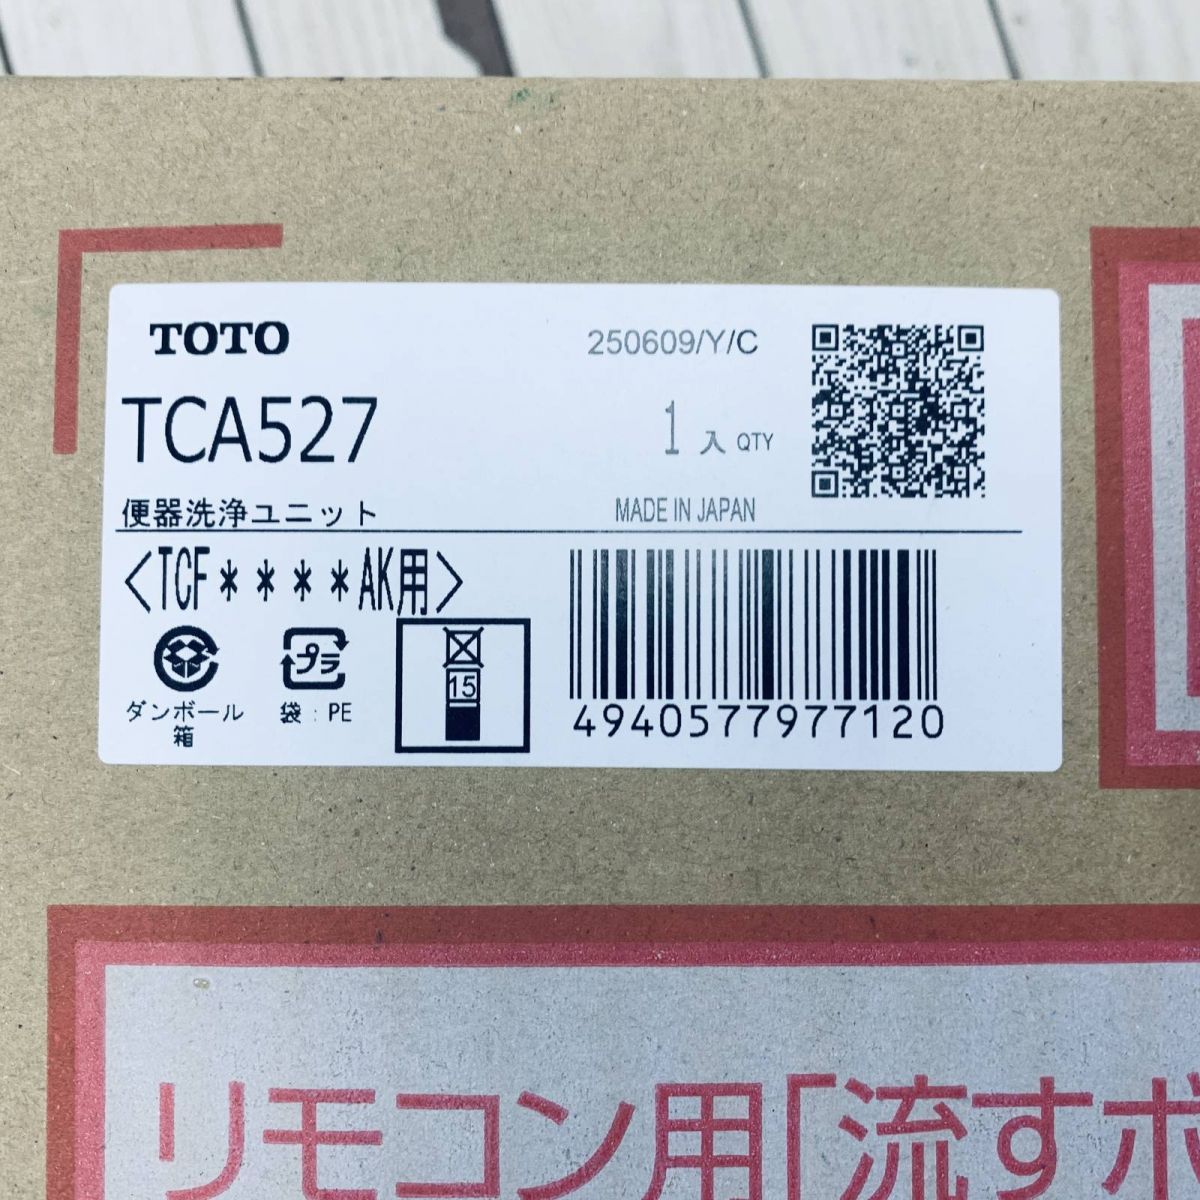 TOTO
250609/Y/C
TCA527
1 入 QTY
便器洗浄ユニット
MADE IN JAPAN
<TCF****AK用>
ダンボール
箱
プラ
袋:PE
15
4940577977120
リモコン用「流すボ